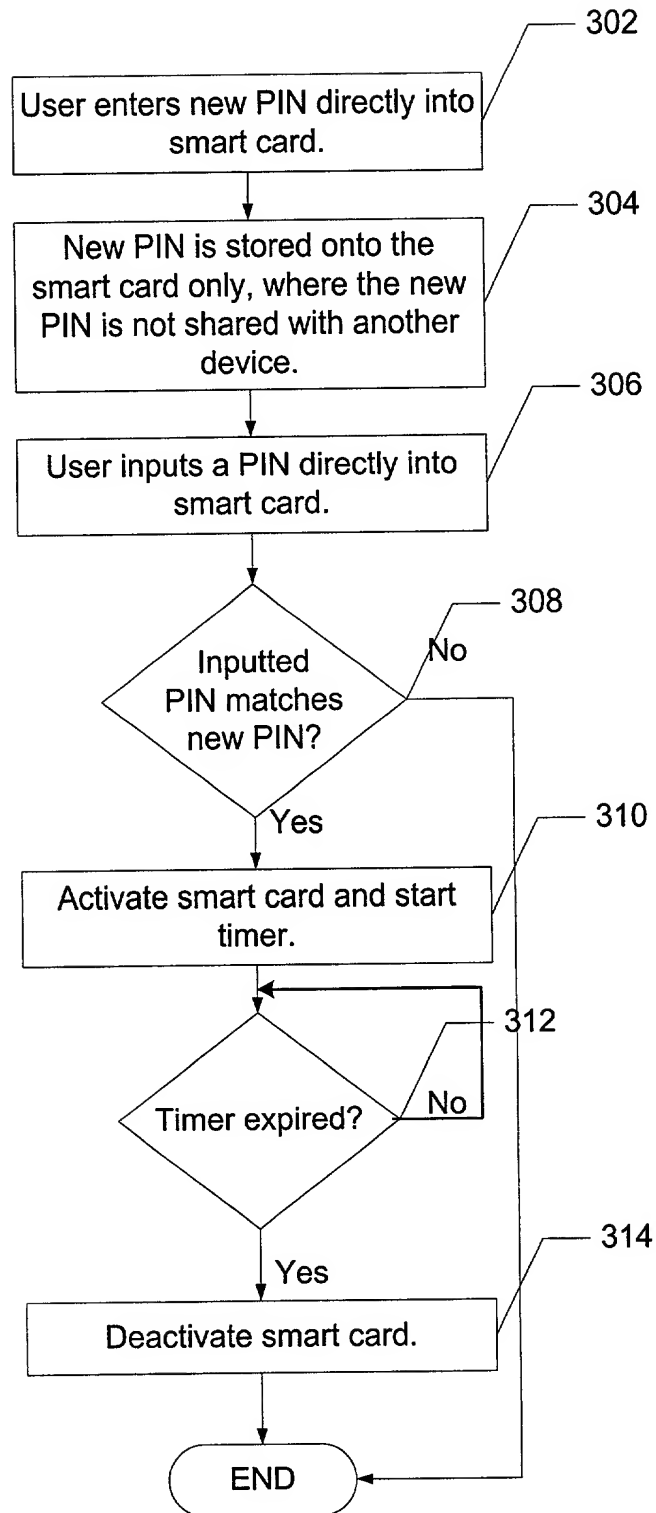 302
User enters new PIN directly into
smart card.
304
New PIN is stored onto the
smart card only, where the new
PIN is not shared with another
device.
306
User inputs a PIN directly into
smart card.
308
No
Inputted
PIN matches
new PIN?
Yes
310
Activate smart card and start
timer.
312
Timer expired?
No
Yes
314
Deactivate smart card.
END